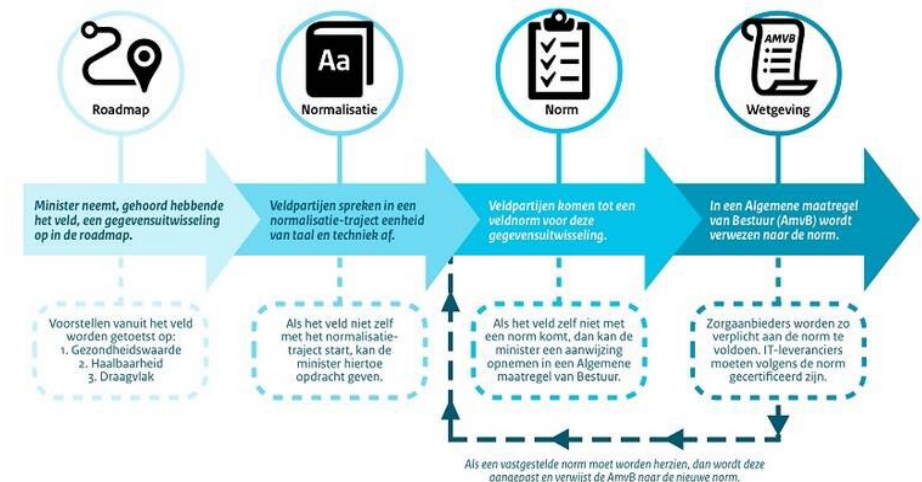 Aa
AMVB
Roadmap
Normalisatie
Norm
Wetgeving
Minister neemt, gehoord hebbende
het veld, een gegevensuitwisseling
op in de roadmap.
Veldpartijen spreken in een
normalisatie-traject eenheid
van taal en techniek af.
Veldpartijen komen tot een
veldnorm voor deze
gegevensuitwisseling.
In een Algemene maatregel
van Bestuur (AmvB) wordt
verwezen naar de norm.
Voorstellen vanuit het veld
worden getoetst op:
1. Gezondheidswaarde
2. Haalbaarheid
3. Draagvlak
Als het veld niet zelf
met het normalisatie-
traject start, kan de
minister hiertoe
opdracht geven.
Als het veld zelf niet met
een norm komt, dan kan de
minister een aanwijzing
opnemen in een Algemene
maatregel van Bestuur.
Zorgaanbieders worden zo
verplicht aan de norm te
voldoen. IT-leveranciers
moeten volgens de norm
gecertificeerd zijn.
Als een vastgestelde norm moet worden herzien, dan wordt deze
aangepast en verwijst de AmvB naar de nieuwe norm.